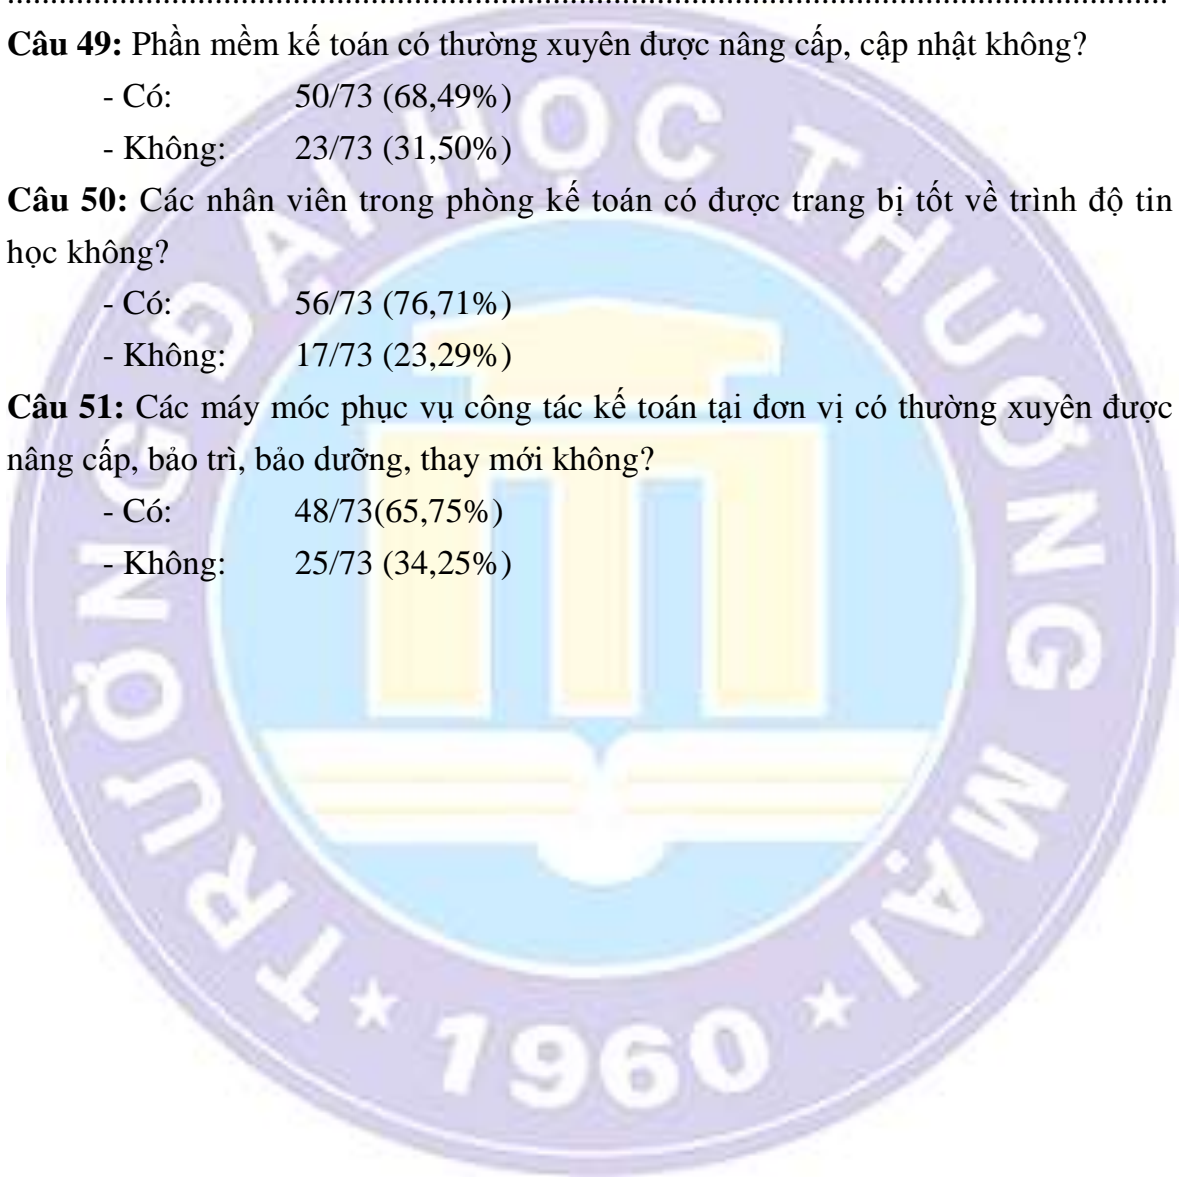 Câu 49: Phần mềm kế toán có thường xuyên được nâng cấp, cập nhật không?
- Có: 50/73 (68,49%)
- Không: 23/73 (31,50%)
Câu 50: Các nhân viên trong phòng kế toán có được trang bị tốt về trình độ tin
học không?
- Có: 56/73 (76,71%)
- Không: 17/73 (23,29%)
Câu 51: Các máy móc phục vụ công tác kế toán tại đơn vị có thường xuyên được
nâng cấp, bảo trì, bảo dưỡng, thay mới không?
- Có: 48/73(65,75%)
- Không: 25/73 (34,25%)
TRƯỜNG ĐẠI HỌC THƯƠNG MẠI
★ 1960 ★